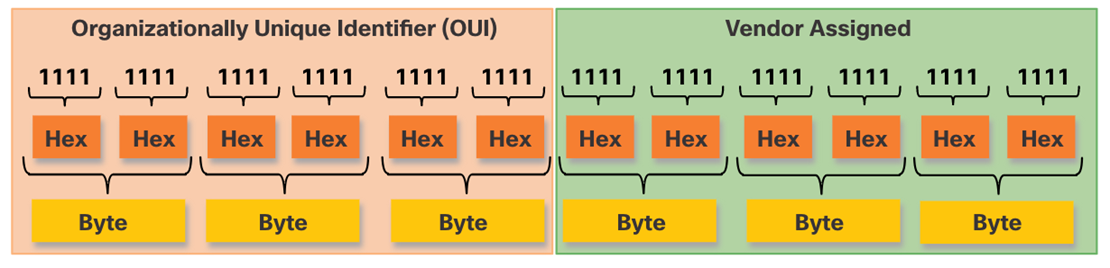 Organizationally Unique Identifier (OUI) Vendor Assigned
1111 1111 1111 1111 1111 1111 1111 1111 1111 1111 1111 1111
Hex Hex Hex Hex Hex Hex Hex Hex Hex Hex Hex Hex
Byte Byte Byte Byte Byte Byte